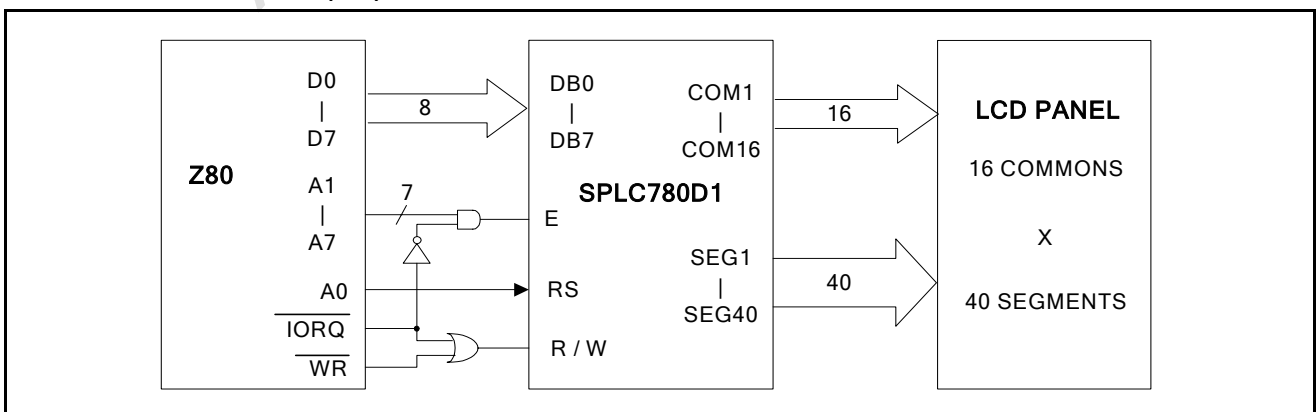 Z80
D0
|
D7
A1
|
A7
A0
IORQ
WR
8
7
DB0
|
DB7
SPLC780D1
E
RS
R / W
COM1
|
COM16
SEG1
|
SEG40
16
40
LCD PANEL
16 COMMONS
X
40 SEGMENTS